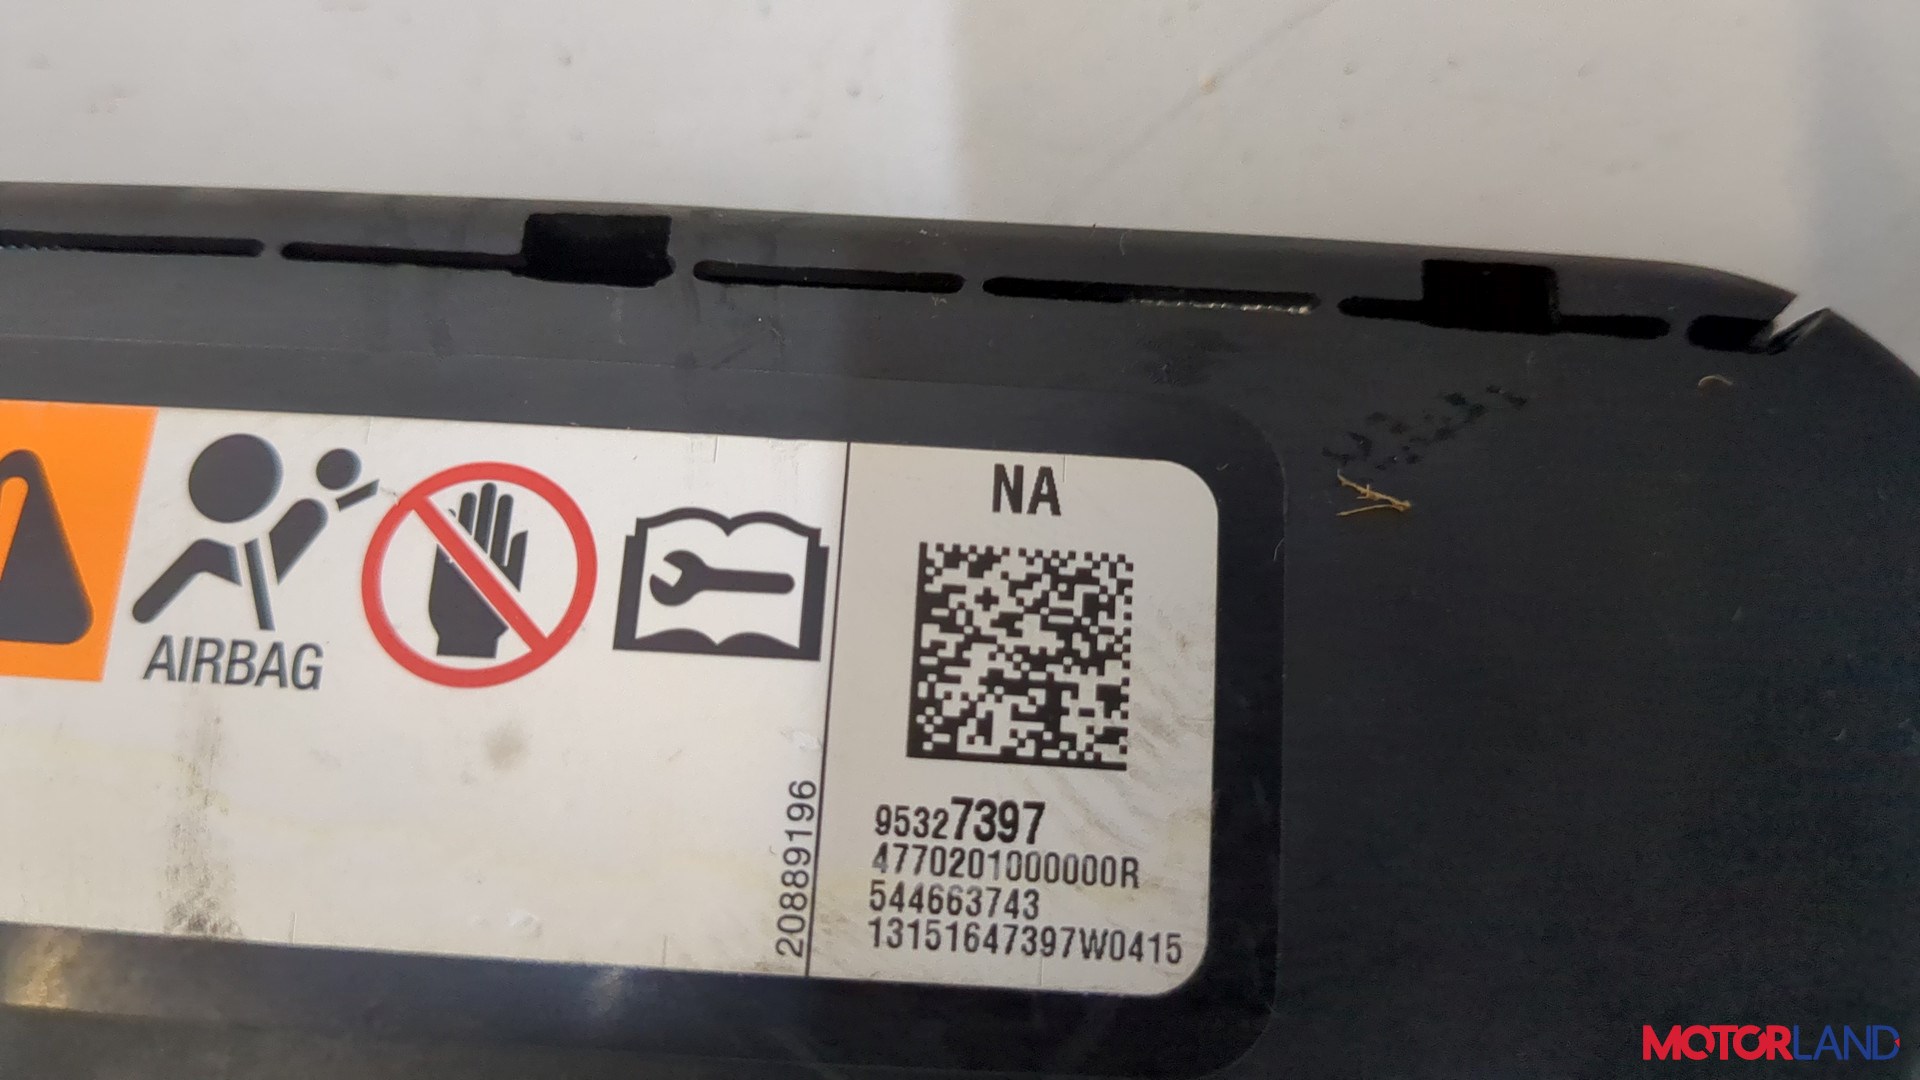 AIRBAG
20889196
NA
95327397
4770201000000R
544663743
13151647397W0415
MOTORLAND